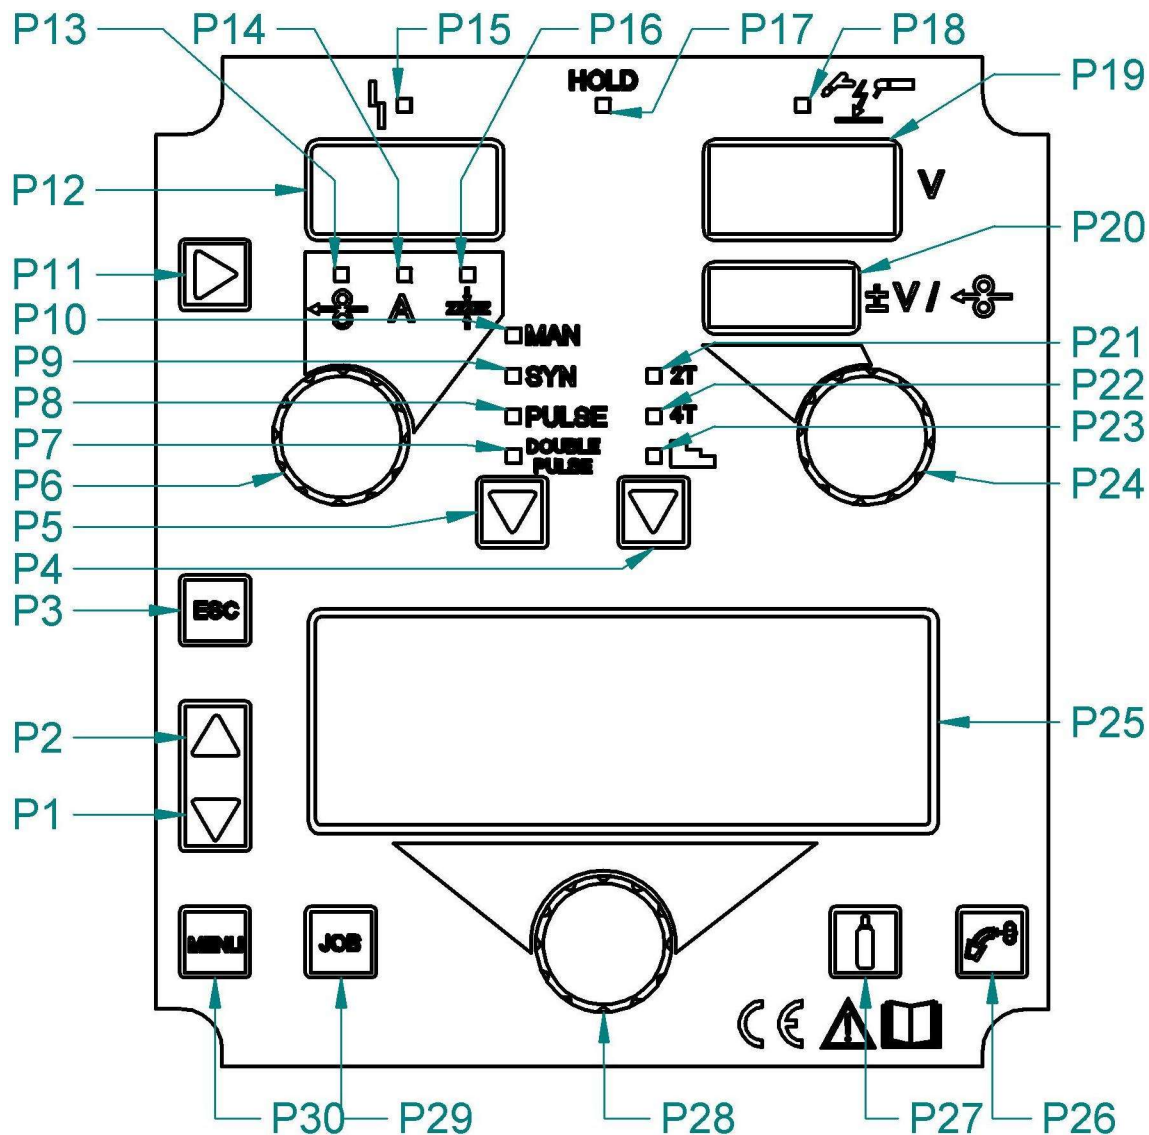 P13 P14 P15 P16 P17 P18
HOLD
P19
P12 V
P20
P11
±V /
P10 A
MAN
P21
P9 SYN 2T
P22
P8 PULSE 4T
P23
P7 DOUBLE
PULSE
P6
P24
P5
P4
P3 ESC
P2 P25
P1
MENU JOB
CE
P30 P29 P28 P27 P26